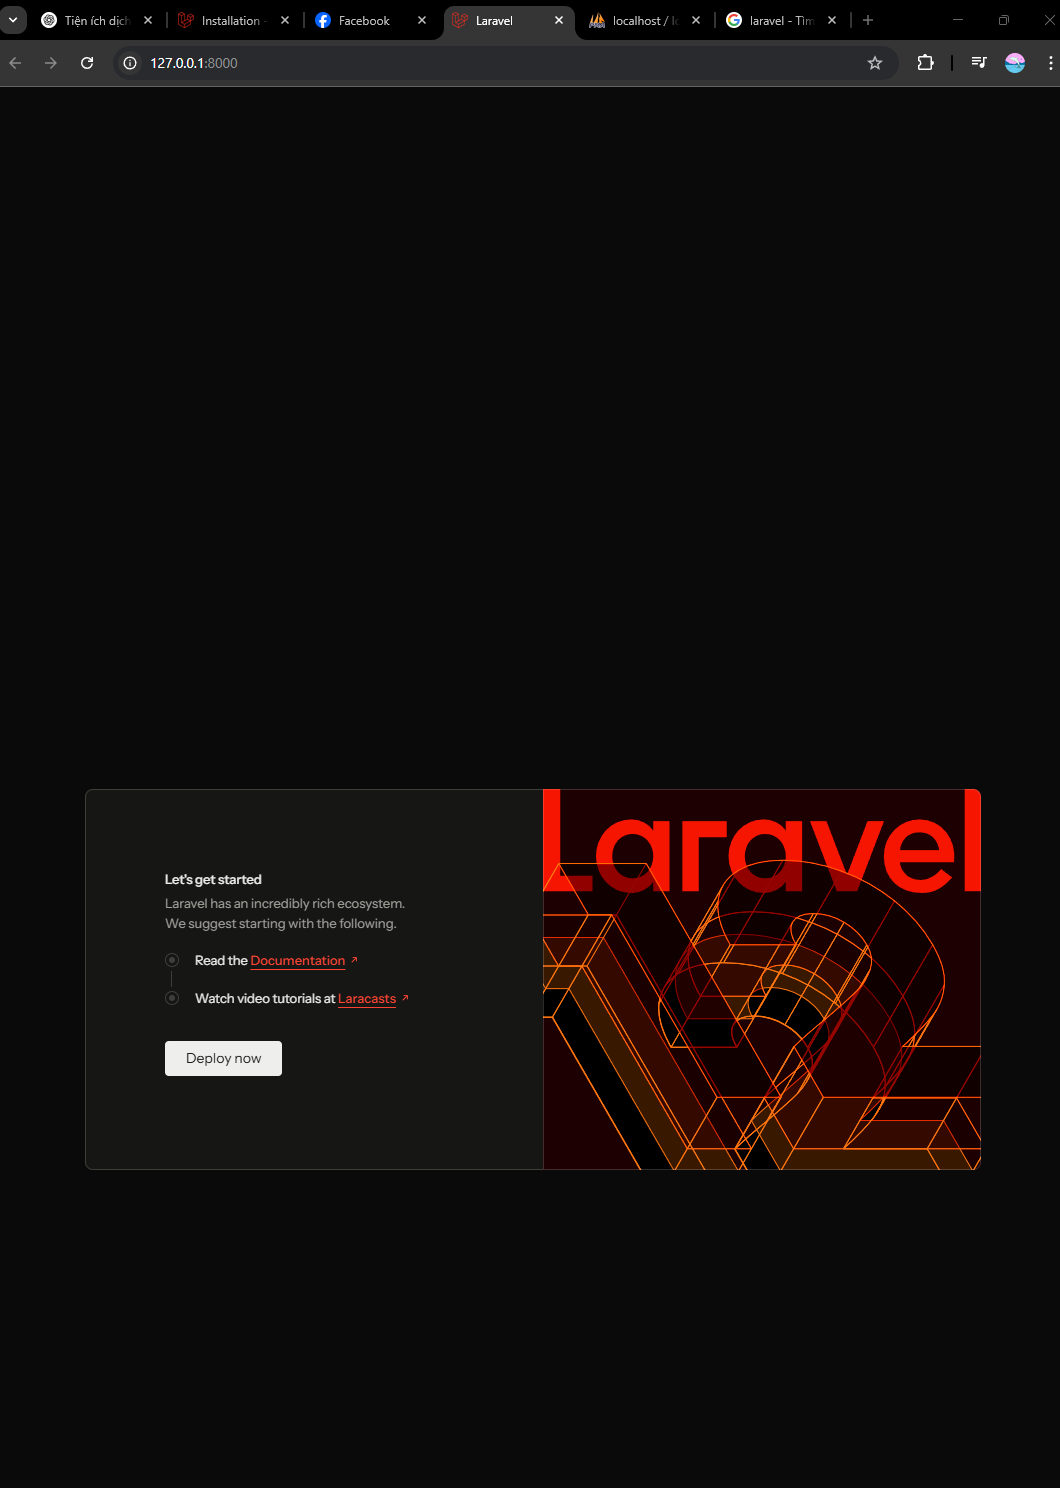 Tiện ích dịch
Installation -
Facebook
Laravel
localhost / lc
laravel - Tìm
127.0.0.1:8000
Let's get started
Laravel has an incredibly rich ecosystem.
We suggest starting with the following.
Read the Documentation
Watch video tutorials at Laracasts
Deploy now
Laravel